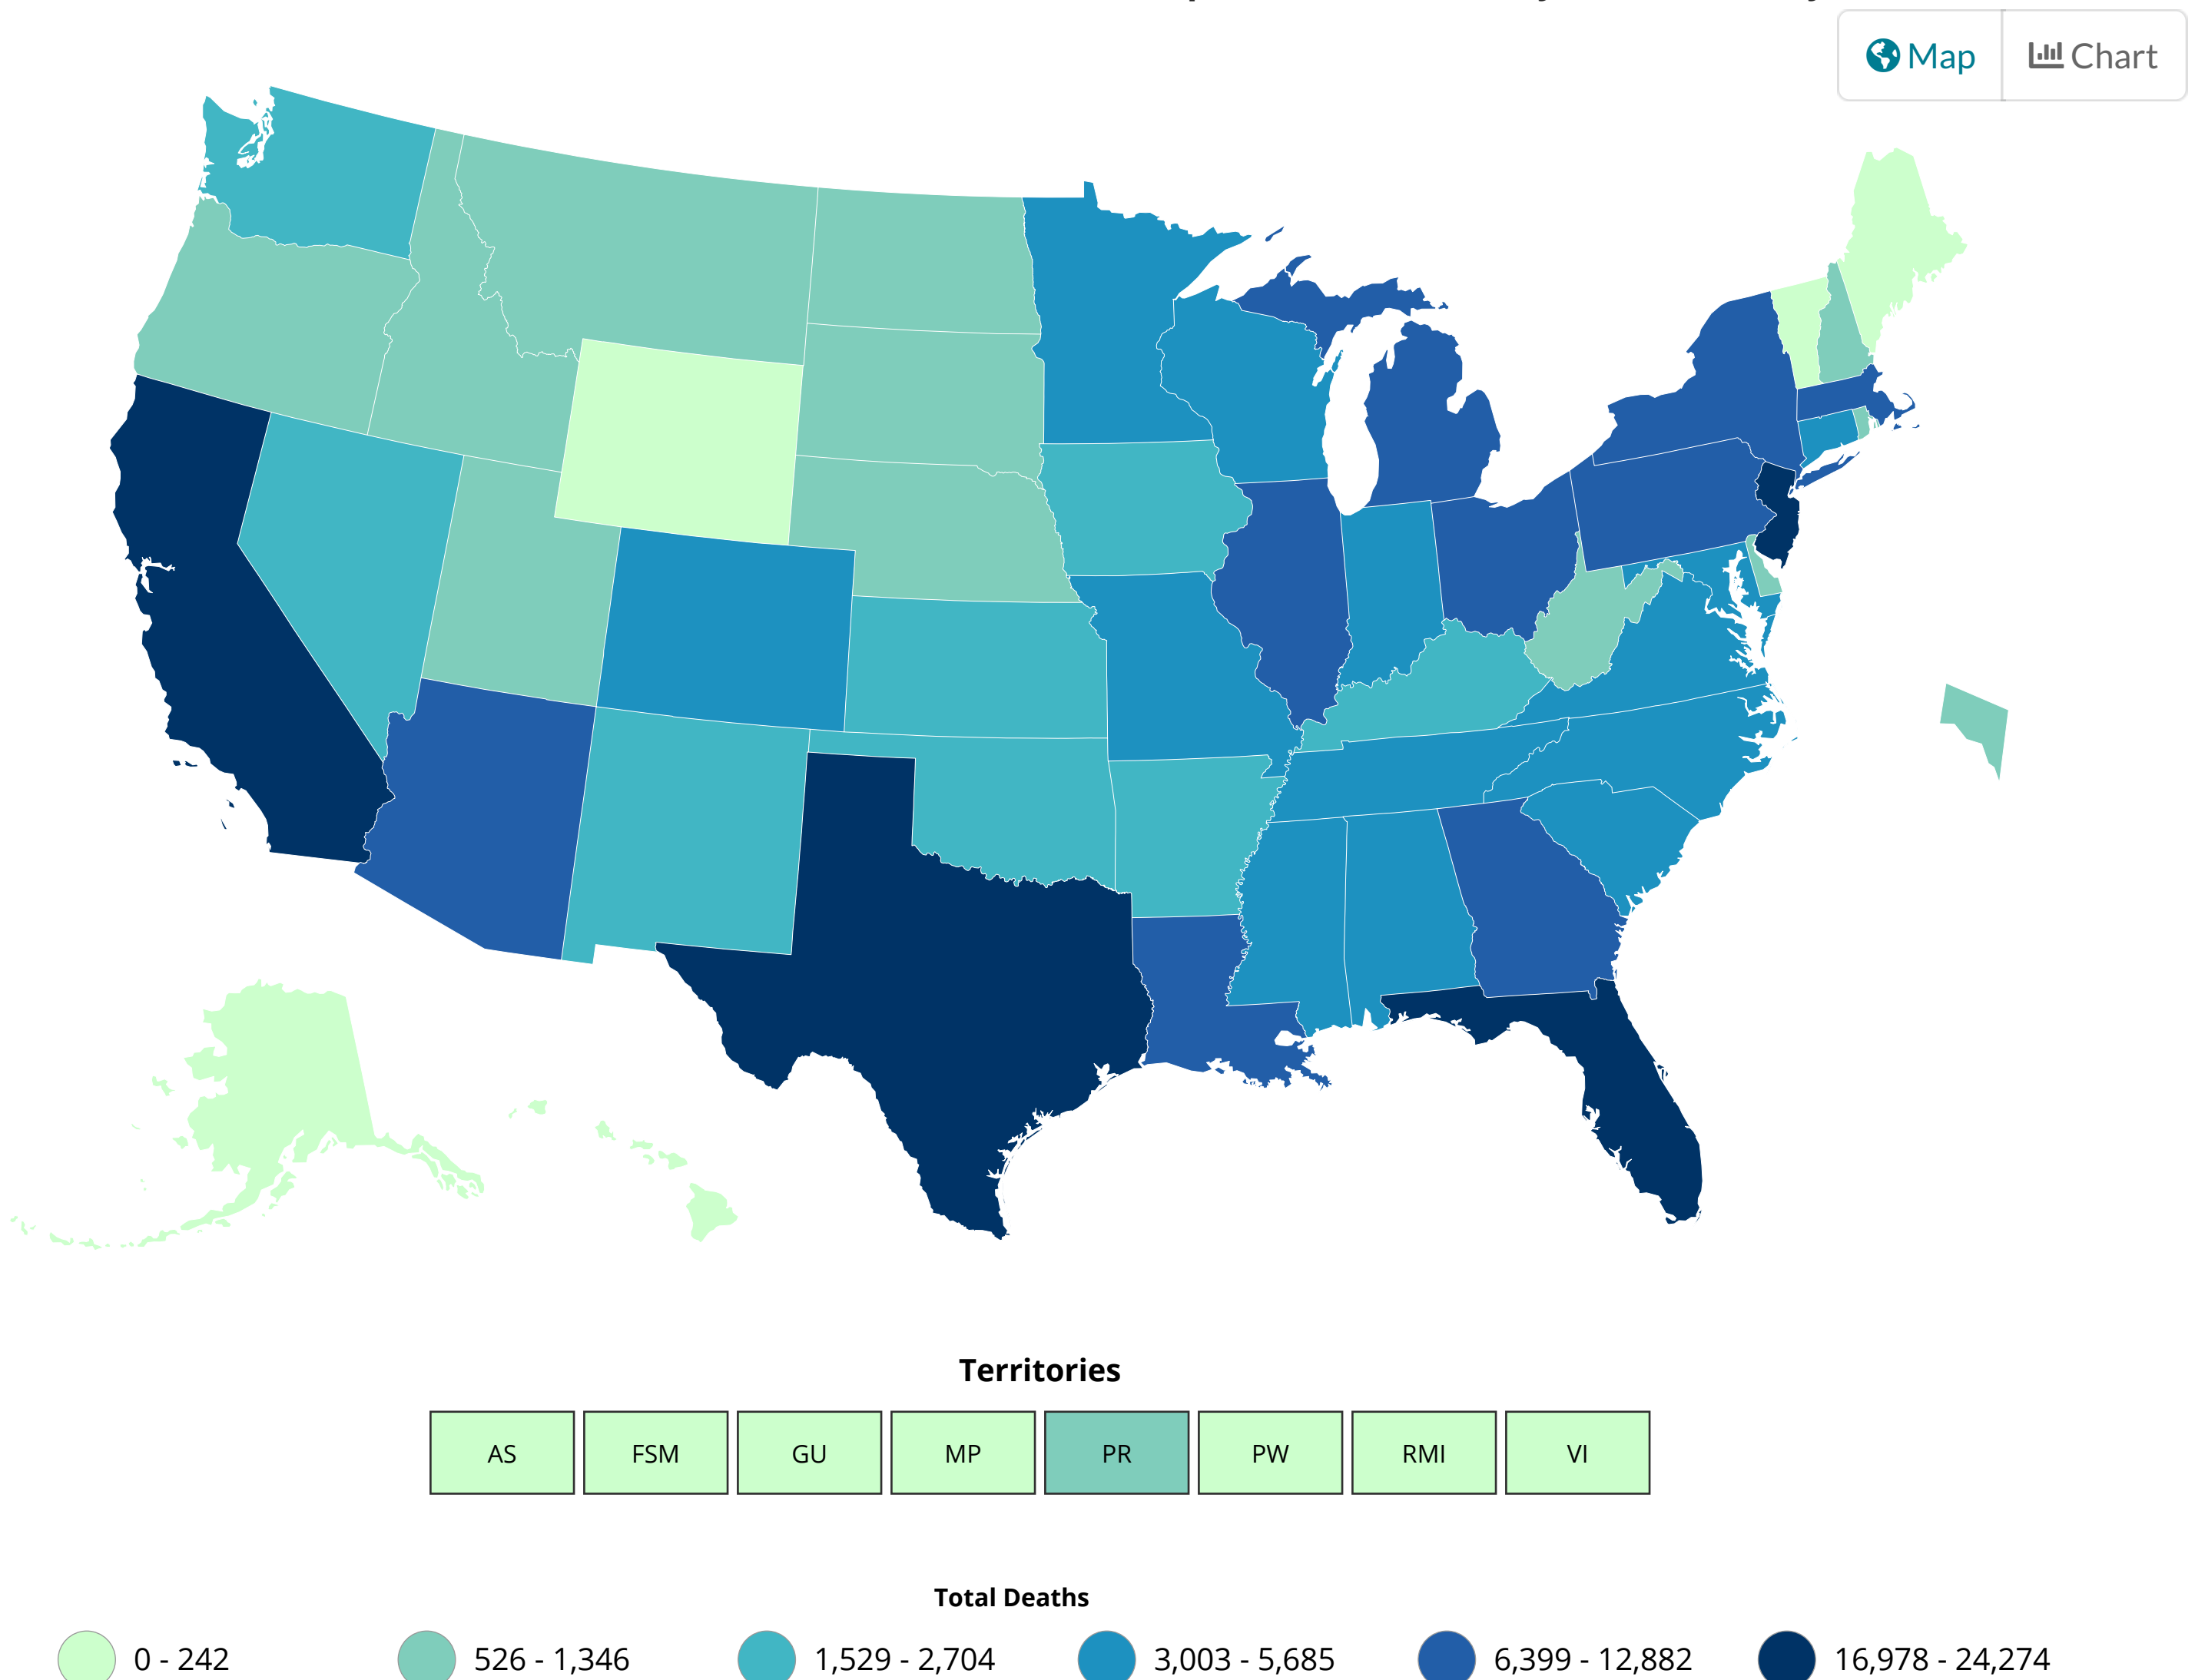 Map
Chart
Territories
AS
FSM
GU
MP
PR
PW
RMI
VI
Total Deaths
0 - 242
526 - 1,346
1,529 - 2,704
3,003 - 5,685
6,399 - 12,882
16,978 - 24,274